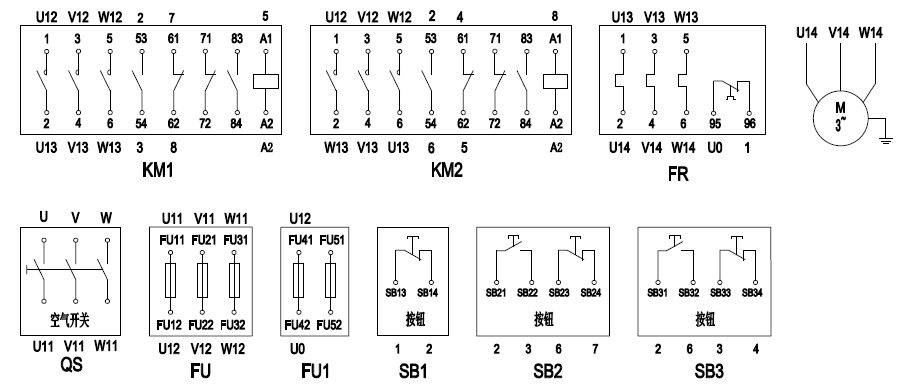 U12 V12 W12 2 7 5
1 3 5 53 61 71 83 A1
2 4 6 54 62 72 84 A2
U13 V13 W13 3 8 A2
KM1
U12 V12 W12 2 4 8
1 3 5 53 61 71 83 A1
2 4 6 54 62 72 84 A2
W13 V13 U13 6 5 A2
KM2
U13 V13 W13
1 3 5
2 4 6 95 96
U14 V14 W14 U0 1
FR
U14 V14 W14
M
3~
U V W
空气开关
U11 V11 W11
QS
U11 V11 W11
FU11 FU21 FU31
FU12 FU22 FU32
U12 V12 W12
FU
U12
FU41 FU51
FU42 FU52
U0
FU1
SB13 SB14
按钮
1 2
SB1
SB21 SB22 SB23 SB24
按钮
2 3 6 7
SB2
SB31 SB32 SB33 SB34
按钮
2 6 3 4
SB3